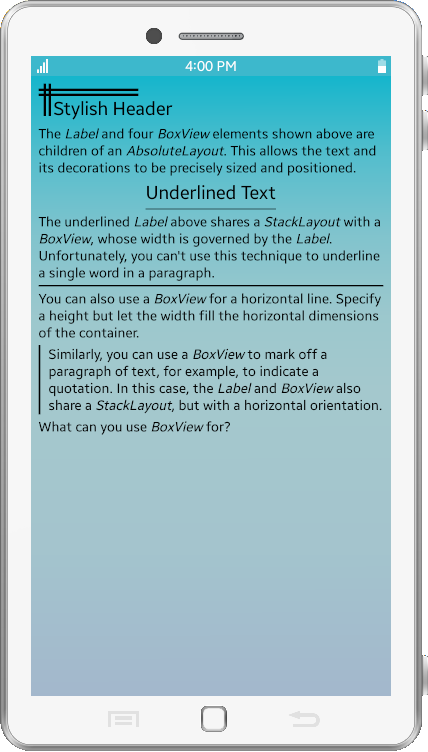 4:00 PM
Stylish Header
The Label and four BoxView elements shown above are
children of an AbsoluteLayout. This allows the text and
its decorations to be precisely sized and positioned.
Underlined Text
The underlined Label above shares a StackLayout with a
BoxView, whose width is governed by the Label.
Unfortunately, you can't use this technique to underline
a single word in a paragraph.
You can also use a BoxView for a horizontal line. Specify
a height but let the width fill the horizontal dimensions
of the container.
Similarly, you can use a BoxView to mark off a
paragraph of text, for example, to indicate a
quotation. In this case, the Label and BoxView also
share a StackLayout, but with a horizontal orientation.
What can you use BoxView for?